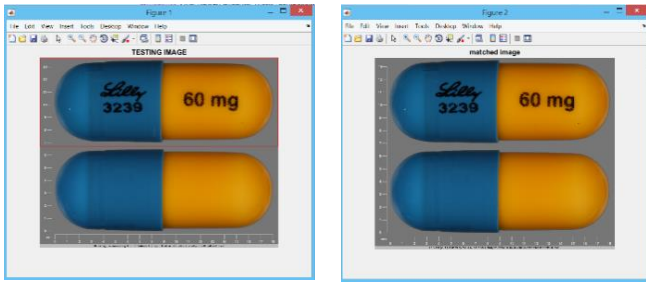 Figure 1
File Edit View Insert Tools Desktop Window Help
TESTING IMAGE
Lilly
3239
60 mg
Figure 2
File Edit View Insert Tools Desktop Window Help
matched image
Lilly
3239
60 mg